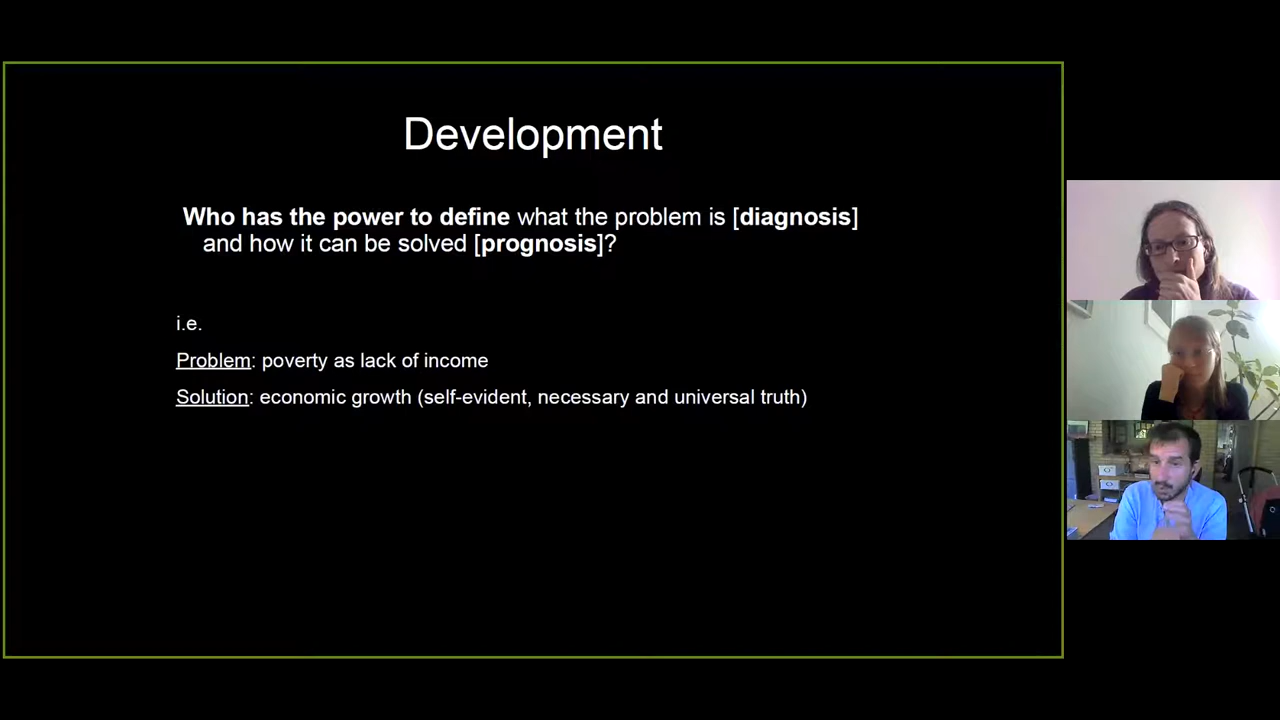 Development
Who has the power to define what the problem is [diagnosis]
and how it can be solved [prognosis]?
i.e.
Problem: poverty as lack of income
Solution: economic growth (self-evident, necessary and universal truth)